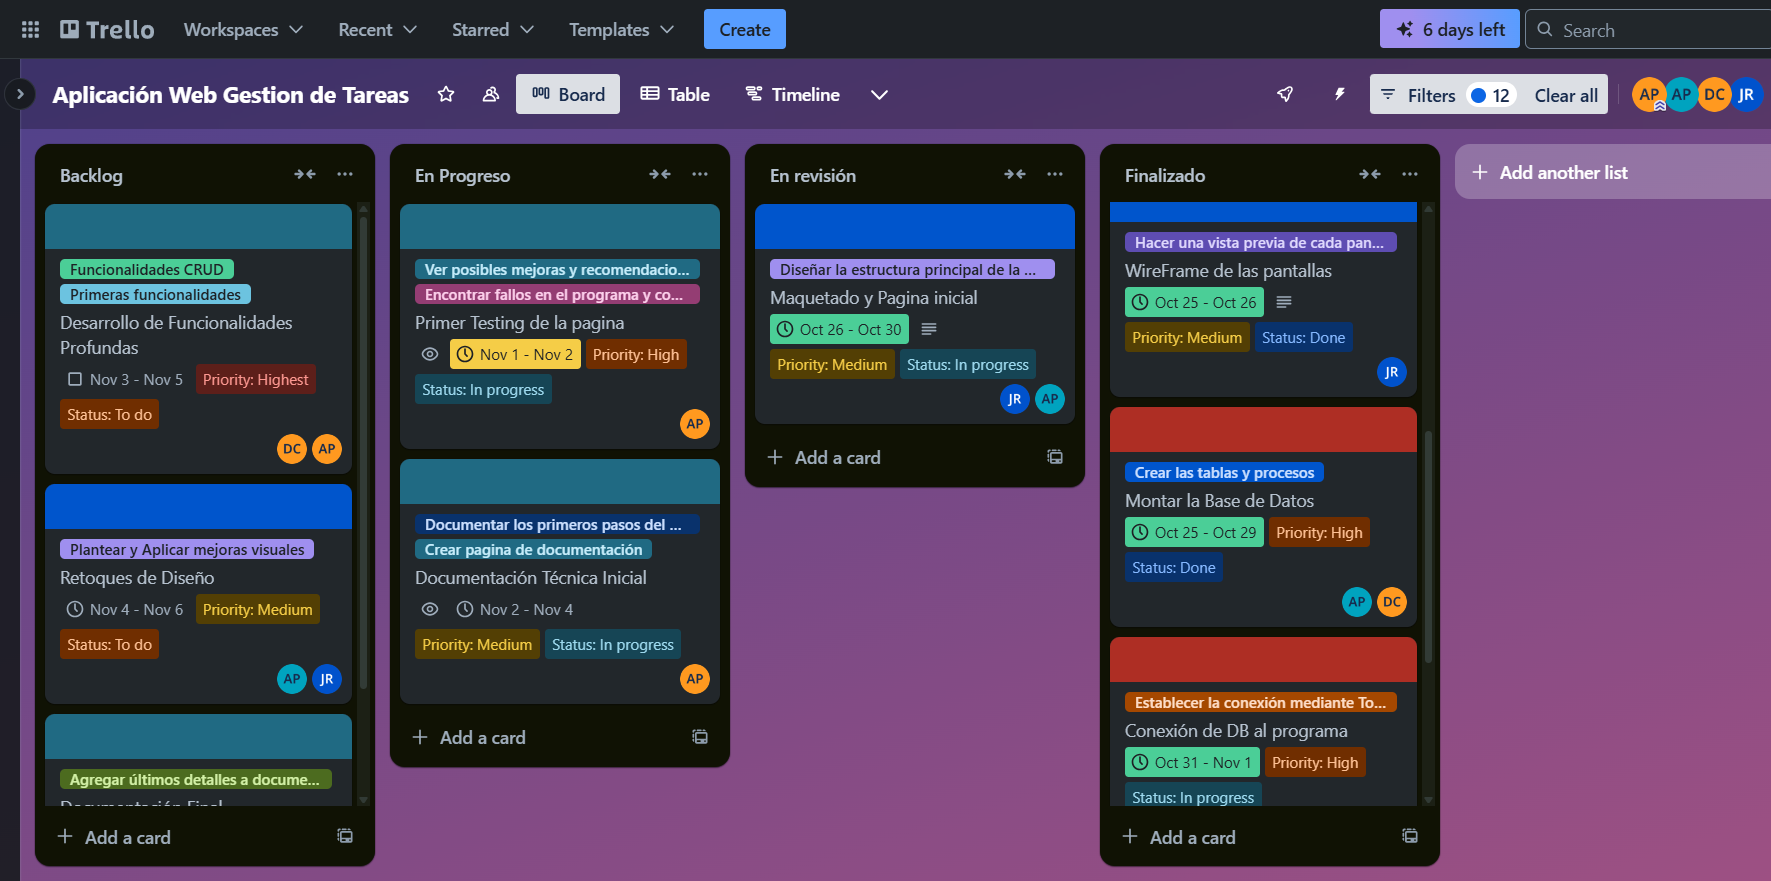 Trello
Workspaces
Recent
Starred
Templates
Create
6 days left
Search
Aplicación Web Gestion de Tareas
Board
Table
Timeline
Filters
12
Clear all
AP
AP
DC
JR
Backlog
Funcionalidades CRUD
Primeras funcionalidades
Desarrollo de Funcionalidades
Profundas
Nov 3 - Nov 5
Priority: Highest
Status: To do
DC
AP
Plantear y Aplicar mejoras visuales
Retoques de Diseño
Nov 4 - Nov 6
Priority: Medium
Status: To do
AP
JR
Agregar últimos detalles a docume...
Documentación Final
Add a card
En Progreso
Ver posibles mejoras y recomendacio...
Encontrar fallos en el programa y co...
Primer Testing de la pagina
Nov 1 - Nov 2
Priority: High
Status: In progress
AP
Documentar los primeros pasos del ...
Crear pagina de documentación
Documentación Técnica Inicial
Nov 2 - Nov 4
Priority: Medium
Status: In progress
AP
Add a card
En revisión
Diseñar la estructura principal de la ...
Maquetado y Pagina inicial
Oct 26 - Oct 30
Priority: Medium
Status: In progress
JR
AP
Add a card
Finalizado
Hacer una vista previa de cada pan...
WireFrame de las pantallas
Oct 25 - Oct 26
Priority: Medium
Status: Done
JR
Crear las tablas y procesos
Montar la Base de Datos
Oct 25 - Oct 29
Priority: High
Status: Done
AP
DC
Establecer la conexión mediante To...
Conexión de DB al programa
Oct 31 - Nov 1
Priority: High
Status: In progress
Add a card
Add another list